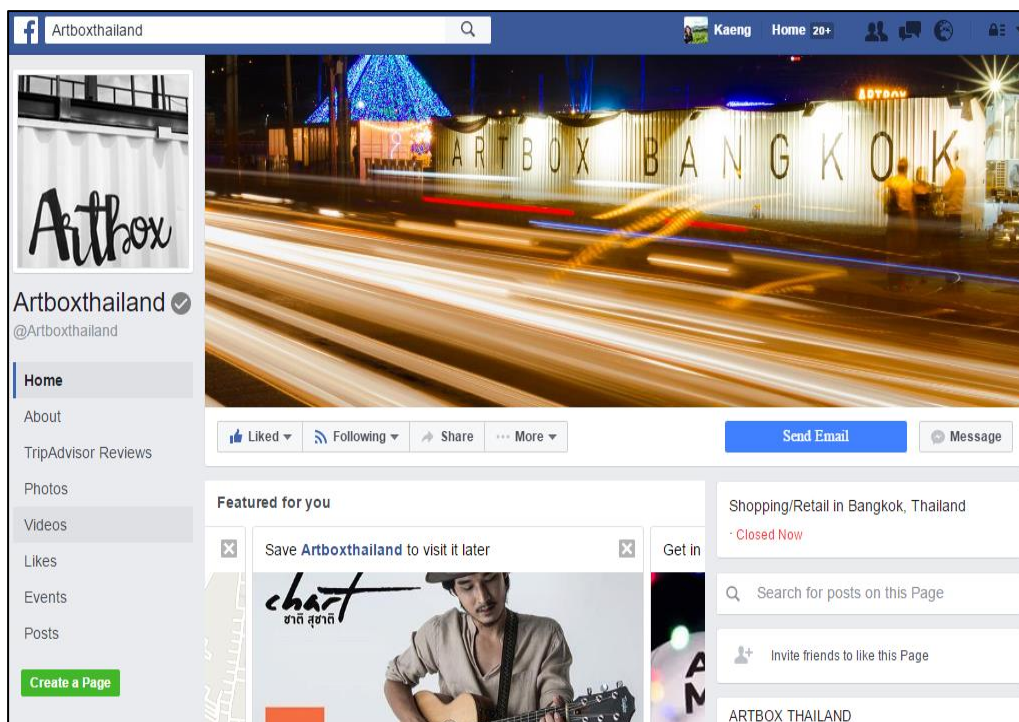 Artboxthailand
Kaeng
Home 20+
Artbox
ARTBOX BANGKOK
ARTBOX
Artboxthailand
@Artboxthailand
Home
About
TripAdvisor Reviews
Photos
Videos
Likes
Events
Posts
Create a Page
Liked
Following
Share
More
Send Email
Message
Featured for you
Save Artboxthailand to visit it later
Get in
chart
ชาติ สุชาติ
A
M
Shopping/Retail in Bangkok, Thailand
Closed Now
Search for posts on this Page
Invite friends to like this Page
ARTBOX THAILAND